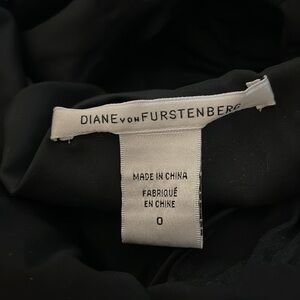 DIANE VON FURSTENBERG
MADE IN CHINA
FABRIQUÉ
EN CHINE
0